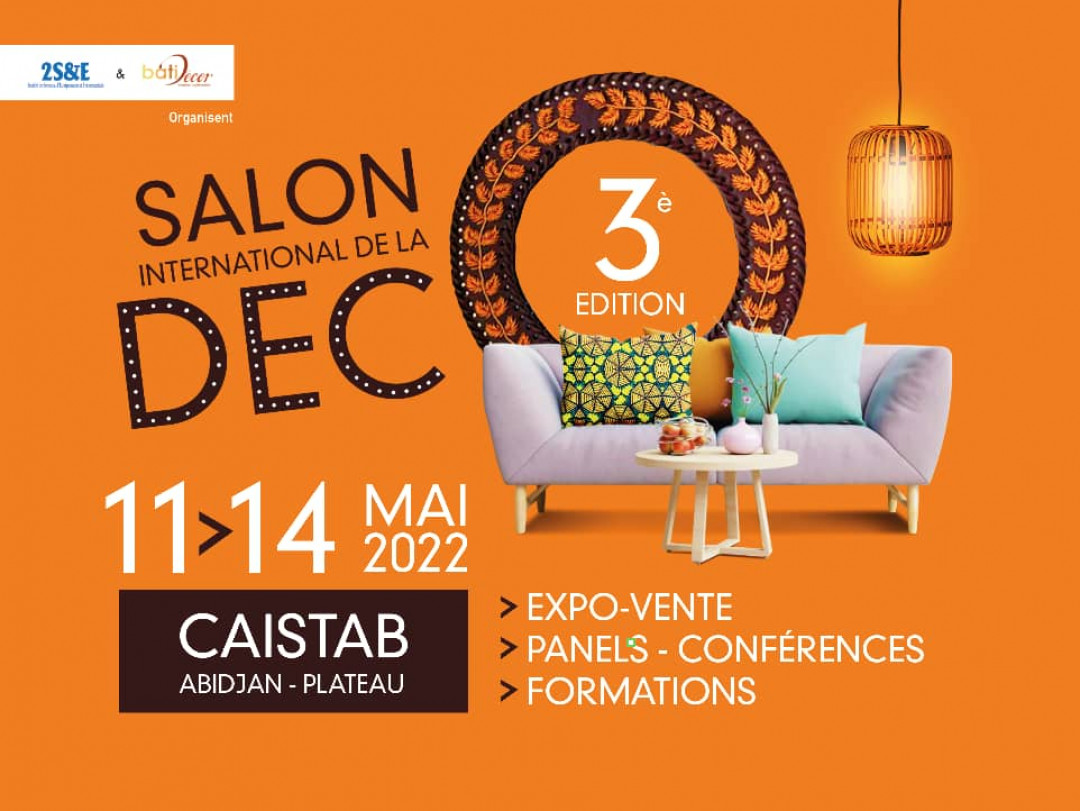 2S&E & bâtiDecor
Organisent
SALON
INTERNATIONAL DE LA
DEC
3è
EDITION
11>14 MAI
2022
CAISTAB
ABIDJAN - PLATEAU
> EXPO-VENTE
> PANELS - CONFÉRENCES
> FORMATIONS